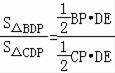 S△BDP/S△CDP = 1/2 BP•DE / 1/2 CP•DE